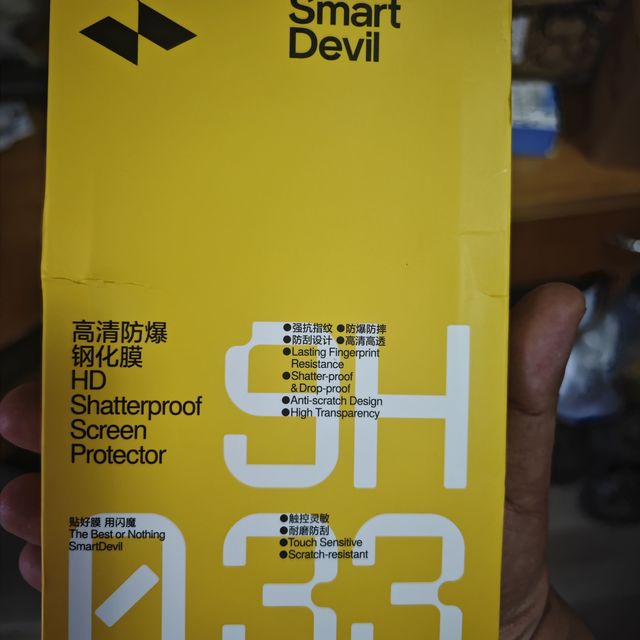 Smart
Devil
高清防爆
钢化膜
HD
Shatterproof
Screen
Protector
●强抗指纹 ●防爆防摔
●防刮设计 ●高清高透
●Lasting Fingerprint
Resistance
●Shatter-proof
& Drop-proof
●Anti-scratch Design
●High Transparency
SH
贴好膜 用闪魔
The Best or Nothing
SmartDevil
●触控灵敏
●耐磨防刮
●Touch Sensitive
●Scratch-resistant
033